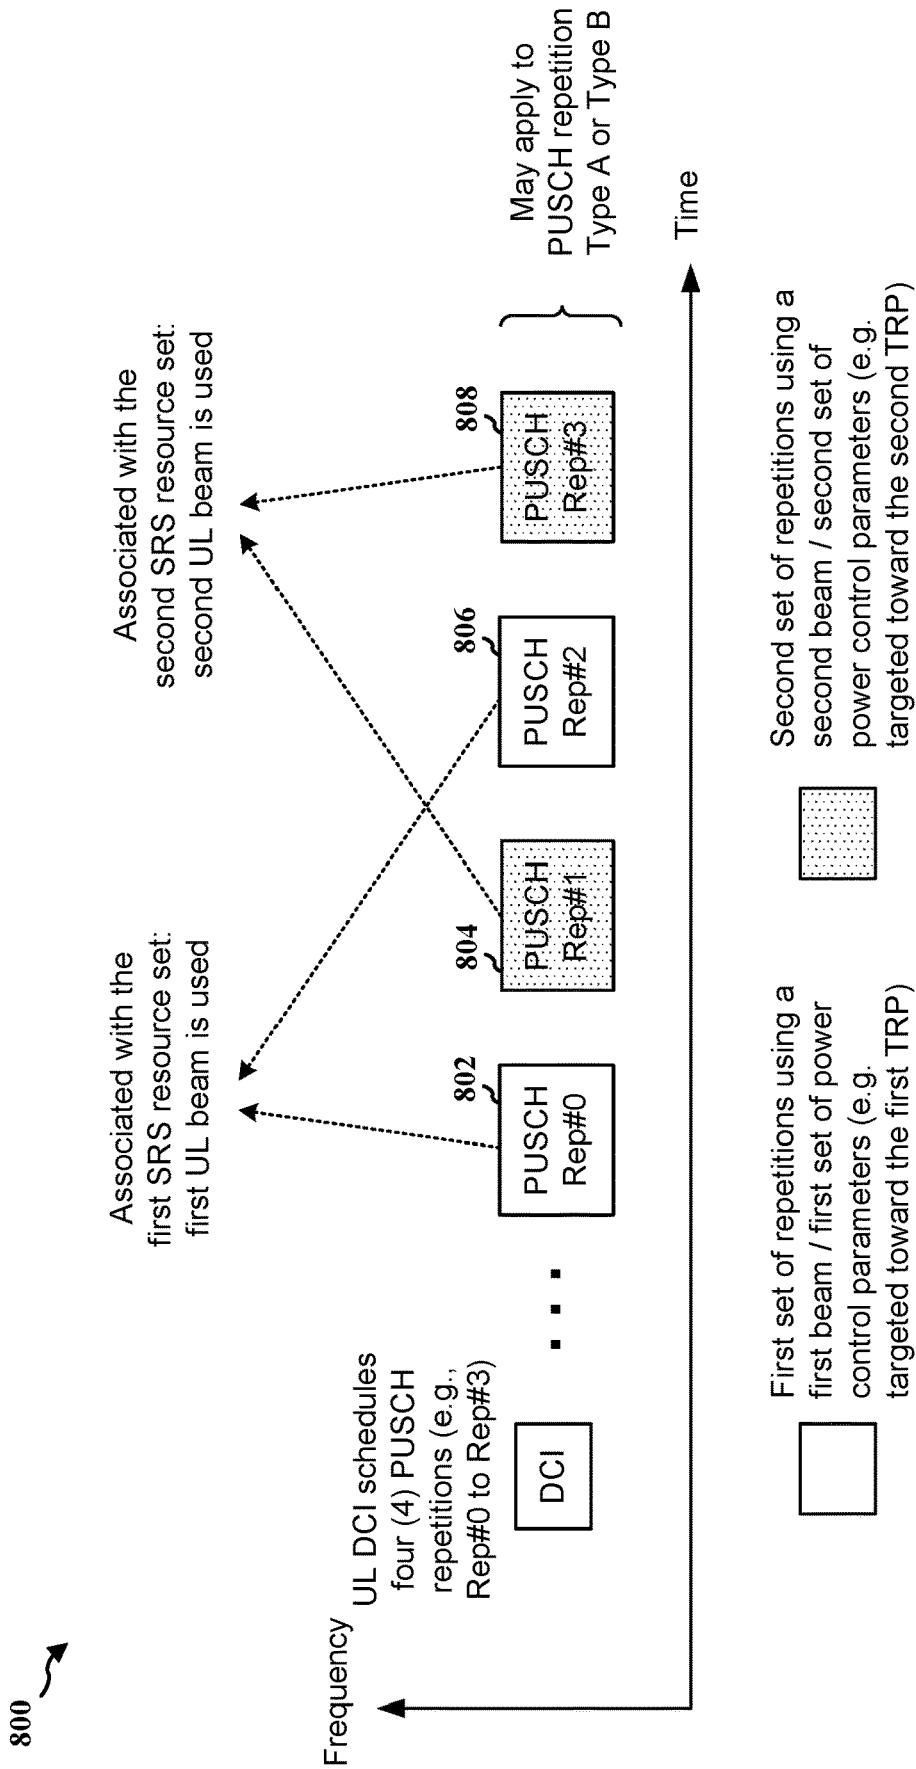 800
Associated with the
first SRS resource set:
first UL beam is used
Associated with the
second SRS resource set:
second UL beam is used
Frequency
UL DCI schedules
four (4) PUSCH
repetitions (e.g.,
Rep#0 to Rep#3)
DCI
802
PUSCH
Rep#0
804
PUSCH
Rep#1
806
PUSCH
Rep#2
808
PUSCH
Rep#3
May apply to
PUSCH repetition
Type A or Type B
Time
First set of repetitions using a
first beam / first set of power
control parameters (e.g.
targeted toward the first TRP)
Second set of repetitions using a
second beam / second set of
power control parameters (e.g.
targeted toward the second TRP)